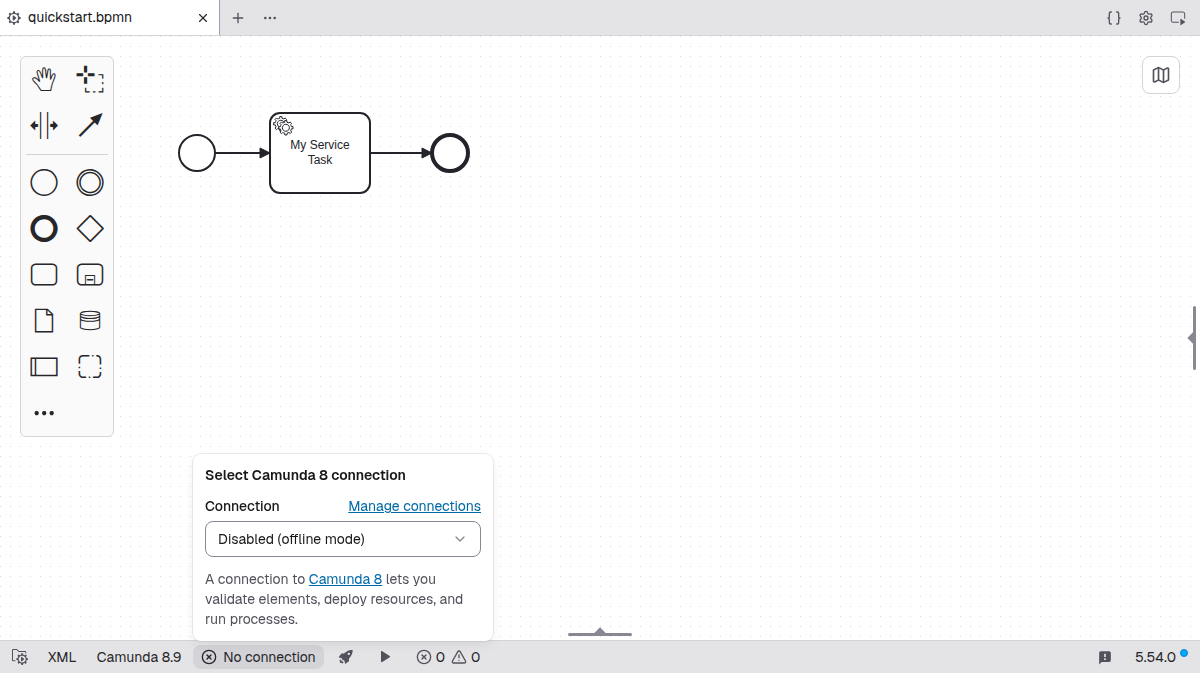 quickstart.bpmn
My Service
Task
Select Camunda 8 connection
Connection Manage connections
Disabled (offline mode)
A connection to Camunda 8 lets you
validate elements, deploy resources, and
run processes.
XML Camunda 8.9 No connection 0 0 5.54.0